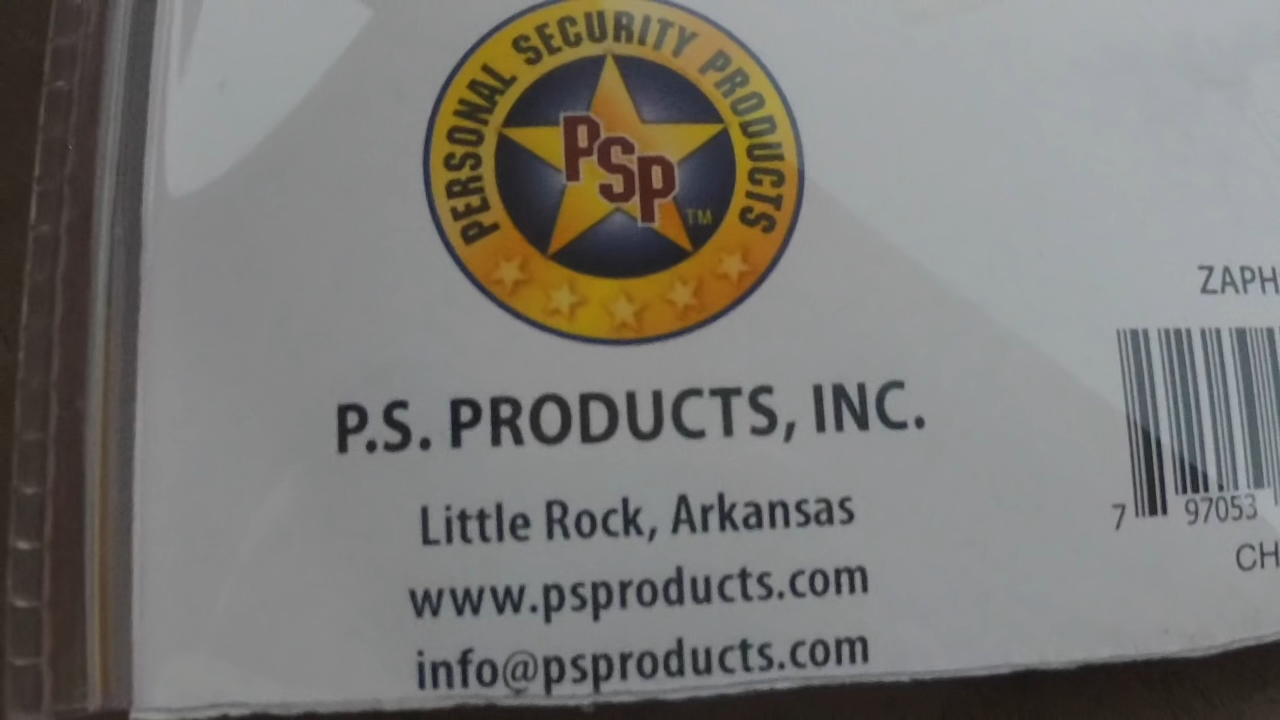 PERSONAL SECURITY PRODUCTS
PSP
TM
P.S. PRODUCTS, INC.
Little Rock, Arkansas
www.psproducts.com
info@psproducts.com
ZAPH
7 97053
CH